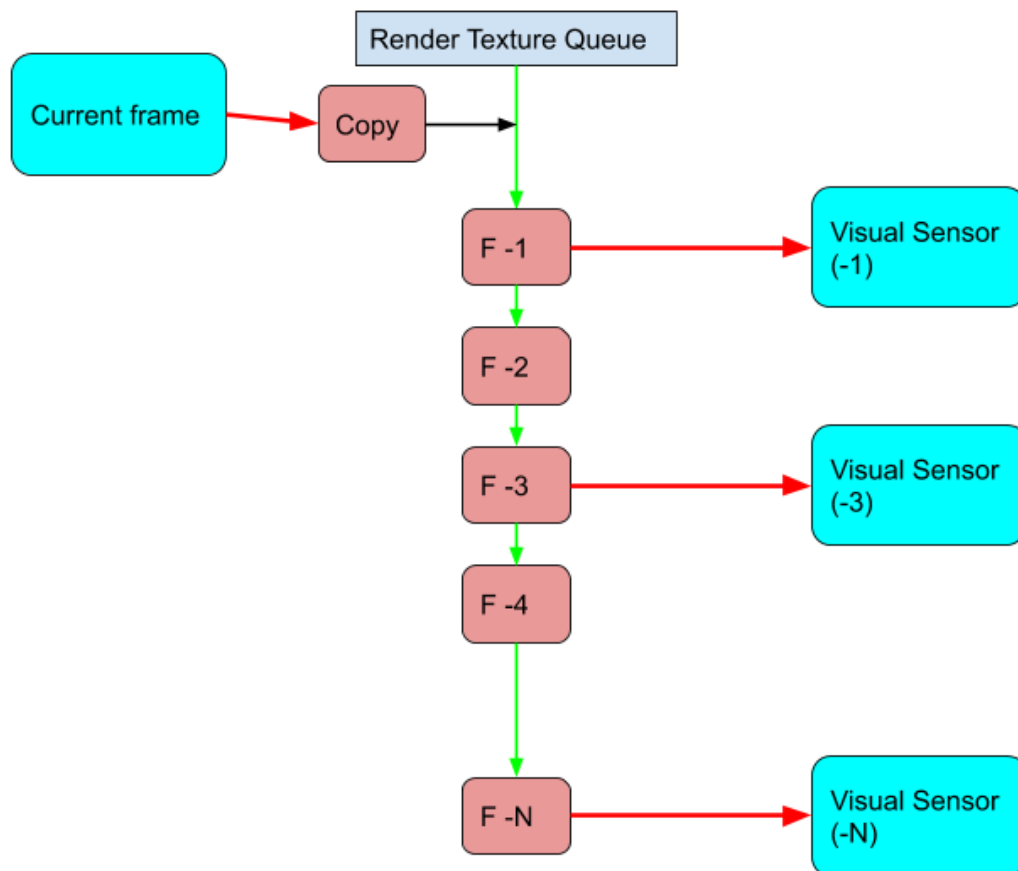 Render Texture Queue
Current frame
Copy
F -1
Visual Sensor
(-1)
F -2
F -3
Visual Sensor
(-3)
F -4
F -N
Visual Sensor
(-N)